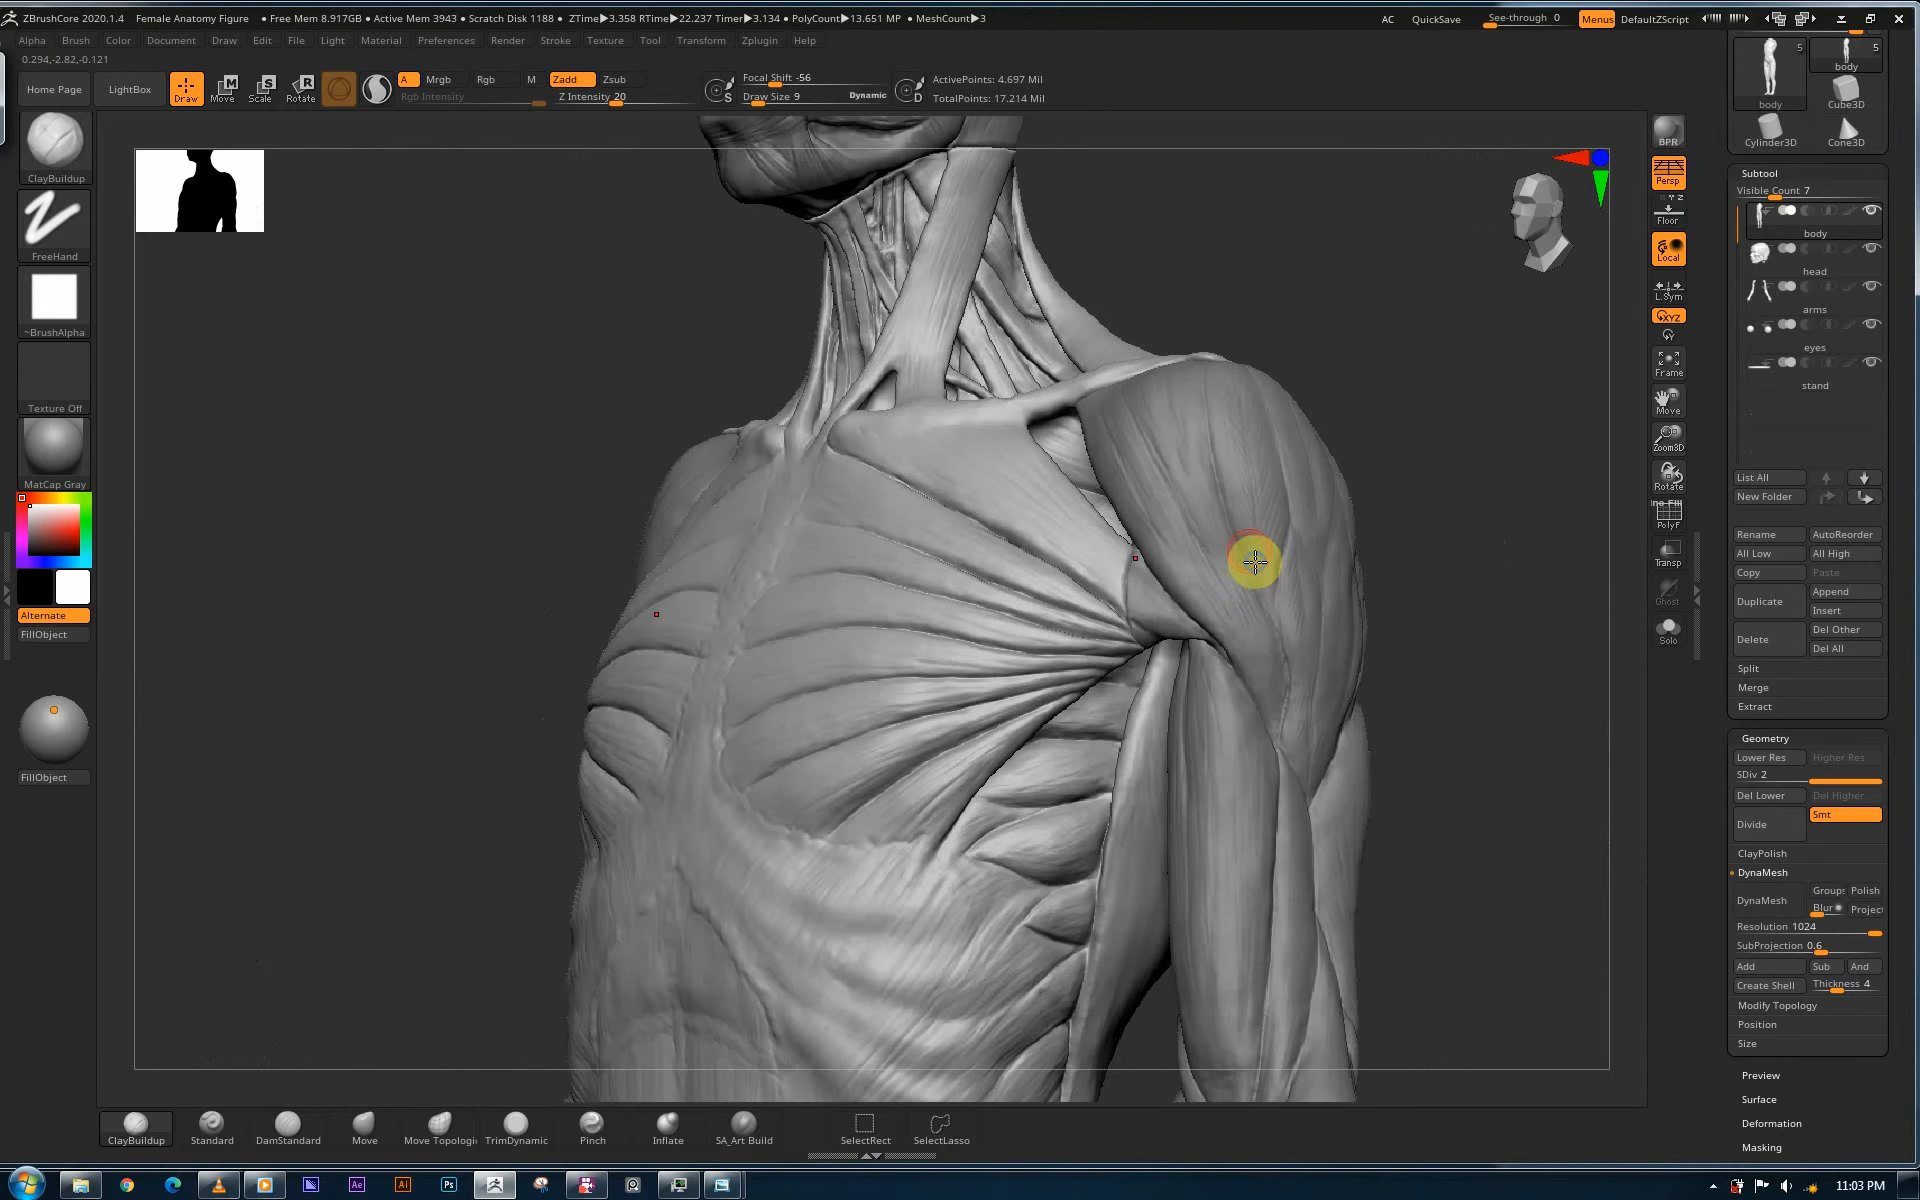 ZBrushCore 2020.1.4 Female Anatomy Figure • Free Mem 8.917GB • Active Mem 3943 • Scratch Disk 1188 • ZTime▶3.358 RTime▶22.237 Timer▶3.134 • PolyCount▶13.651 MP • MeshCount▶3 AC QuickSave See-through 0 Menus DefaultZScript
Alpha Brush Color Document Draw Edit File Light Material Preferences Render Stroke Texture Tool Transform Zplugin Help
0.294,-2.82,-0.121
Home Page LightBox Draw Move Scale Rotate A Mrgb Rgb M Zadd Zsub
Rgb Intensity Z Intensity 20
Focal Shift -56
Draw Size 9 Dynamic
ActivePoints: 4.697 Mil
TotalPoints: 17.214 Mil
ClayBuildup
FreeHand
~BrushAlpha
Texture Off
MatCap Gray
Alternate
FillObject
FillObject
BPR
Persp
Floor
Local
L.Sym
XYZ
Frame
Move
Zoom3D
Rotate
PolyF
Transp
Ghost
Solo
5 5
body
body Cube3D
Cylinder3D Cone3D
Subtool
Visible Count 7
body
head
arms
eyes
stand
List All
New Folder
Rename AutoReorder
All Low All High
Copy Paste
Duplicate Append
Insert
Delete Del Other
Del All
Split
Merge
Extract
Geometry
Lower Res Higher Res
SDiv 2
Del Lower Del Higher
Divide Smt
ClayPolish
DynaMesh
DynaMesh Groups Polish
Blur Project
Resolution 1024
SubProjection 0.6
Add Sub And
Create Shell Thickness 4
Modify Topology
Position
Size
Preview
Surface
Deformation
Masking
ClayBuildup Standard DamStandard Move Move Topologi TrimDynamic Pinch Inflate SA_Art Build SelectRect SelectLasso
Ae Ai Ps 11:03 PM